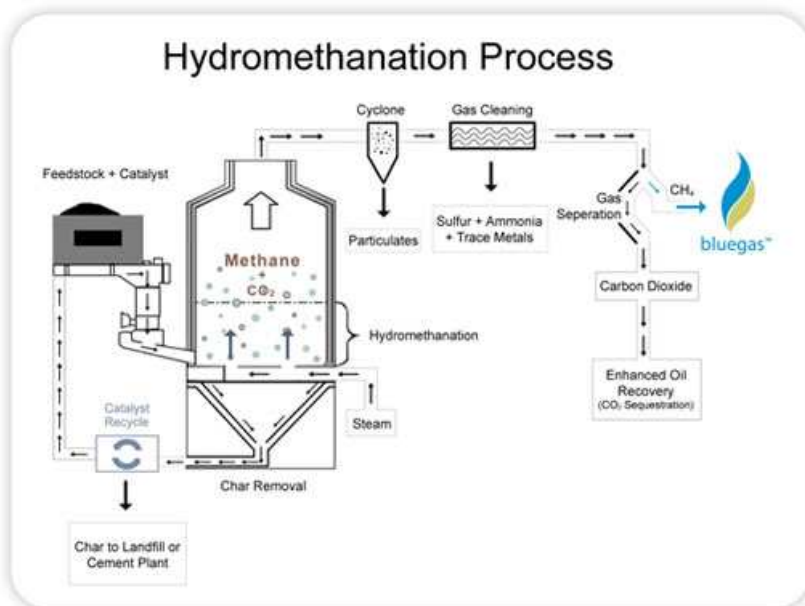 Hydromethanation Process
Cyclone
Gas Cleaning
Feedstock + Catalyst
CH₄
Gas
Seperation
bluegas™
Particulates
Sulfur + Ammonia
+ Trace Metals
Methane
+
CO₂
Carbon Dioxide
Hydromethanation
Enhanced Oil
Recovery
(CO₂ Sequestration)
Catalyst
Recycle
Steam
Char Removal
Char to Landfill or
Cement Plant